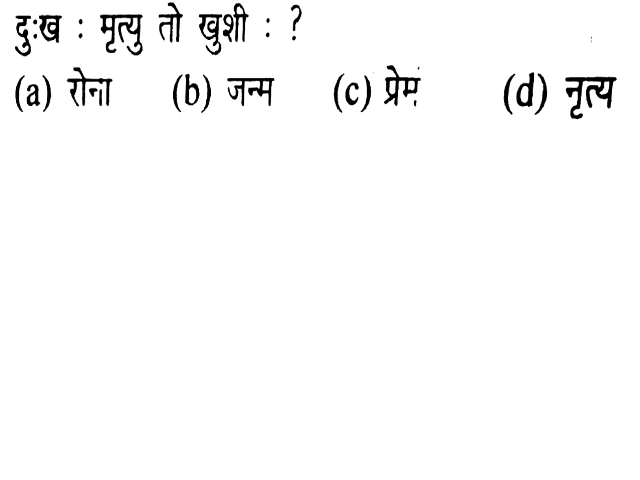 दुःख : मृत्यु तो खुशी : ?
(a) रोना (b) जन्म (c) प्रेम (d) नृत्य